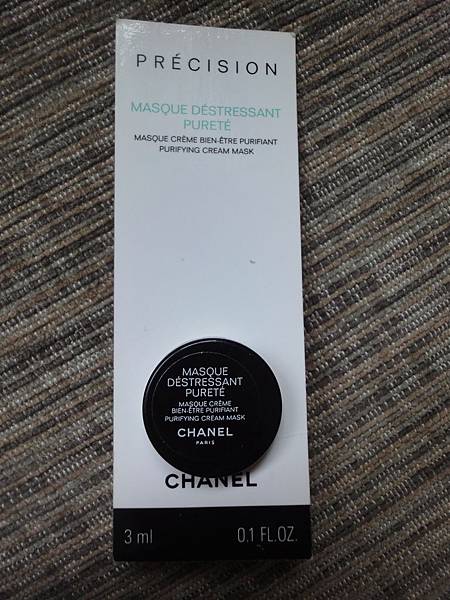 PRÉCISION
MASQUE DÉSTRESSANT
PURETÉ
MASQUE CRÈME BIEN-ÊTRE PURIFIANT
PURIFYING CREAM MASK
MASQUE
DÉSTRESSANT
PURETÉ
MASQUE CRÈME
BIEN-ÊTRE PURIFIANT
PURIFYING CREAM MASK
CHANEL
PARIS
CHANEL
3 ml 0.1 FL.OZ.